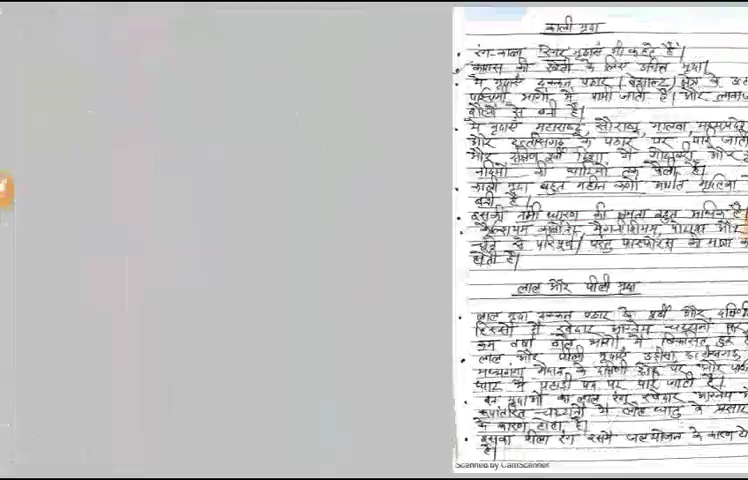 काली मृदा
रंग-काला रेगर मृदाएँ भी कहते हैं।
कपास की खेती के लिए उचित मृदा।
ये मृदाएँ दक्कन पठार (बेसाल्ट) क्षेत्र के
पश्चिमी भागों में पायी जाती हैं। और लावा
शैलों से बनी हैं।
ये मृदाएँ महाराष्ट्र, सौराष्ट्र, मालवा, मध्यप्रदेश
और छत्तीसगढ़ के पठार पर पाई जाती
और दक्षिण पूर्वी दिशा में गोदावरी और
नदियों की घाटियों तक फैली हैं।
काली मृदा बहुत महीन कणों अर्थात मृत्तिका
बनी है।
इसकी नमी धारण की क्षमता बहुत अधिक है।
कैल्शियम कार्बोनेट, मैग्नीशियम, पोटाश और
चूने से परिपूर्ण। परंतु फास्फोरस की मात्रा
होती है।
लाल और पीली मृदा
लाल मृदा दक्कन पठार के पूर्वी और दक्षिणी
हिस्सों में रवेदार आग्नेय चट्टानों पर
कम वर्षा वाले भागों में विकसित हुई
लाल और पीली मृदाएँ उड़ीसा, छत्तीसगढ़,
मध्यगंगा मैदान के दक्षिणी छोर पर और
घाट में पहाड़ी पद पर पाई जाती है।
इन मृदाओं का लाल रंग रवेदार आग्नेय
रूपांतरित चट्टानों में लौह धातु के प्रसार
के कारण होता है।
इसका पीला रंग इसमें जलयोजन के कारण
है।
Scanned by CamScanner